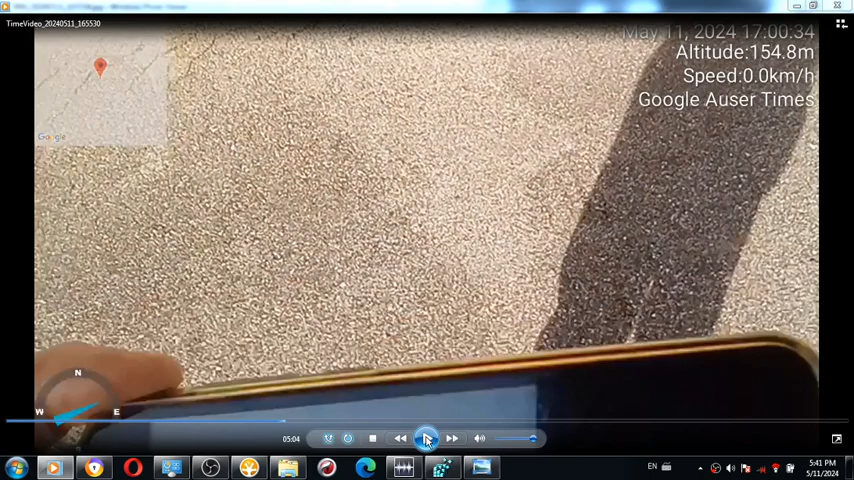 TimeVideo_20240511_165530
May 11, 2024 17:00:34
Altitude:154.8m
Speed:0.0km/h
Google Auser Times
Google
N
W E
05:04
EN
5:41 PM
5/11/2024